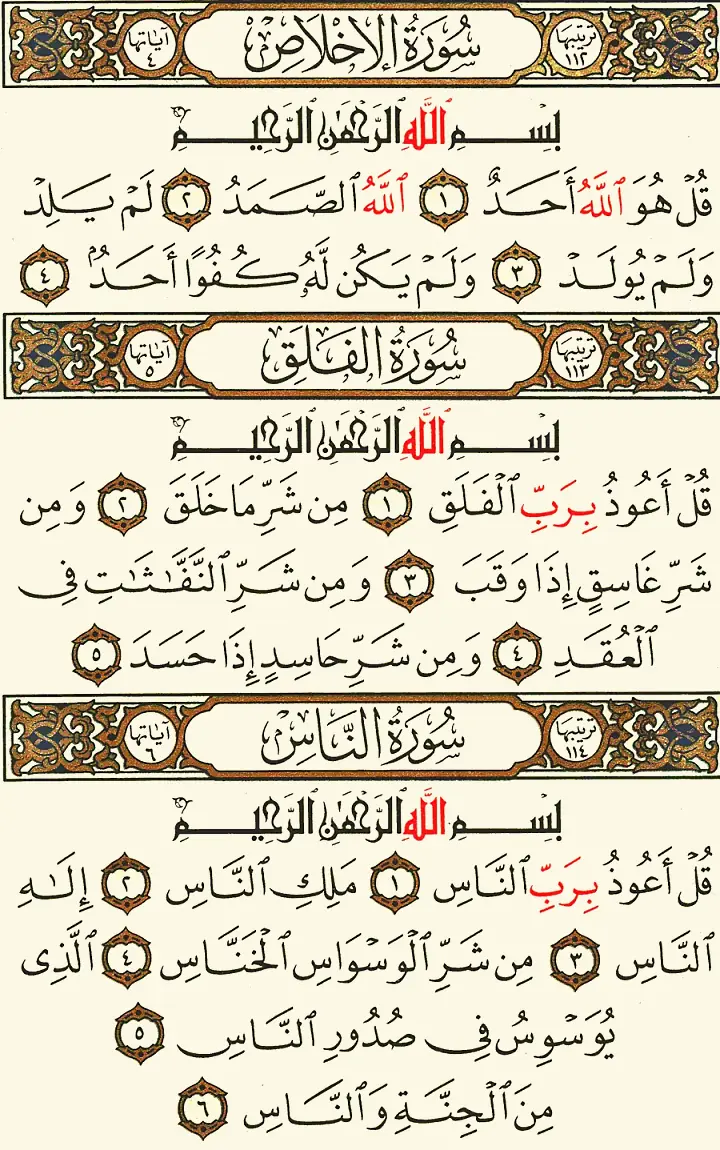 ترتيبها ١١٢ سُورَةُ الإِخْلَاصِ آياتها ٤
بِسْمِ ٱللَّهِ ٱلرَّحْمَٰنِ ٱلرَّحِيمِ
قُلْ هُوَ ٱللَّهُ أَحَدٌ ١ ٱللَّهُ ٱلصَّمَدُ ٢ لَمْ يَلِدْ
وَلَمْ يُولَدْ ٣ وَلَمْ يَكُن لَّهُۥ كُفُوًا أَحَدٌۢ ٤
ترتيبها ١١٣ سُورَةُ الفَلَقِ آياتها ٥
بِسْمِ ٱللَّهِ ٱلرَّحْمَٰنِ ٱلرَّحِيمِ
قُلْ أَعُوذُ بِرَبِّ ٱلْفَلَقِ ١ مِن شَرِّ مَا خَلَقَ ٢ وَمِن
شَرِّ غَاسِقٍ إِذَا وَقَبَ ٣ وَمِن شَرِّ ٱلنَّفَّٰثَٰتِ فِى
ٱلْعُقَدِ ٤ وَمِن شَرِّ حَاسِدٍ إِذَا حَسَدَ ٥
ترتيبها ١١٤ سُورَةُ النَّاسِ آياتها ٦
بِسْمِ ٱللَّهِ ٱلرَّحْمَٰنِ ٱلرَّحِيمِ
قُلْ أَعُوذُ بِرَبِّ ٱلنَّاسِ ١ مَلِكِ ٱلنَّاسِ ٢ إِلَٰهِ
ٱلنَّاسِ ٣ مِن شَرِّ ٱلْوَسْوَاسِ ٱلْخَنَّاسِ ٤ ٱلَّذِى
يُوَسْوِسُ فِى صُدُورِ ٱلنَّاسِ ٥
مِنَ ٱلْجِنَّةِ وَٱلنَّاسِ ٦